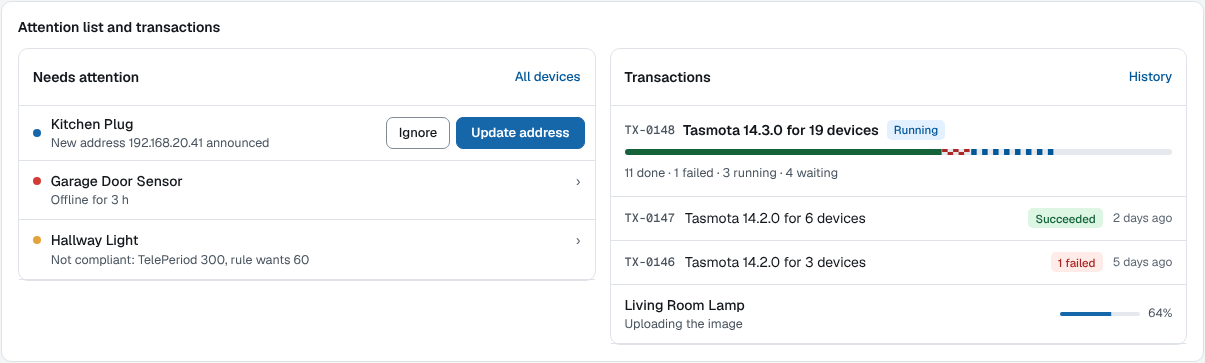 Attention list and transactions
Needs attention
All devices
Kitchen Plug
New address 192.168.20.41 announced
Ignore
Update address
Garage Door Sensor
Offline for 3 h
Hallway Light
Not compliant: TelePeriod 300, rule wants 60
Transactions
History
TX-0148 Tasmota 14.3.0 for 19 devices Running
11 done · 1 failed · 3 running · 4 waiting
TX-0147 Tasmota 14.2.0 for 6 devices Succeeded 2 days ago
TX-0146 Tasmota 14.2.0 for 3 devices 1 failed 5 days ago
Living Room Lamp
Uploading the image
64%